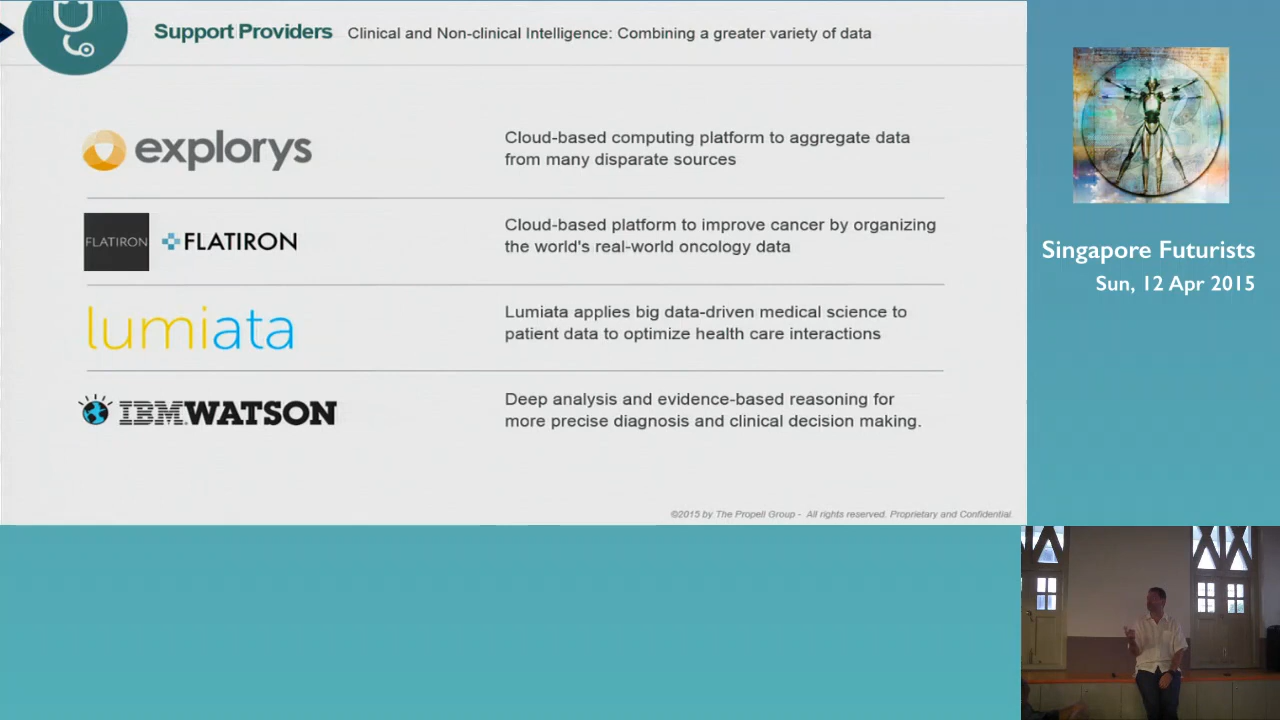 Support Providers Clinical and Non-clinical Intelligence: Combining a greater variety of data
explorys
Cloud-based computing platform to aggregate data
from many disparate sources
FLATIRON
FLATIRON
Cloud-based platform to improve cancer by organizing
the world's real-world oncology data
lumiata
Lumiata applies big data-driven medical science to
patient data to optimize health care interactions
IBM WATSON
Deep analysis and evidence-based reasoning for
more precise diagnosis and clinical decision making.
©2015 by The Propell Group - All rights reserved. Proprietary and Confidential
Singapore Futurists
Sun, 12 Apr 2015